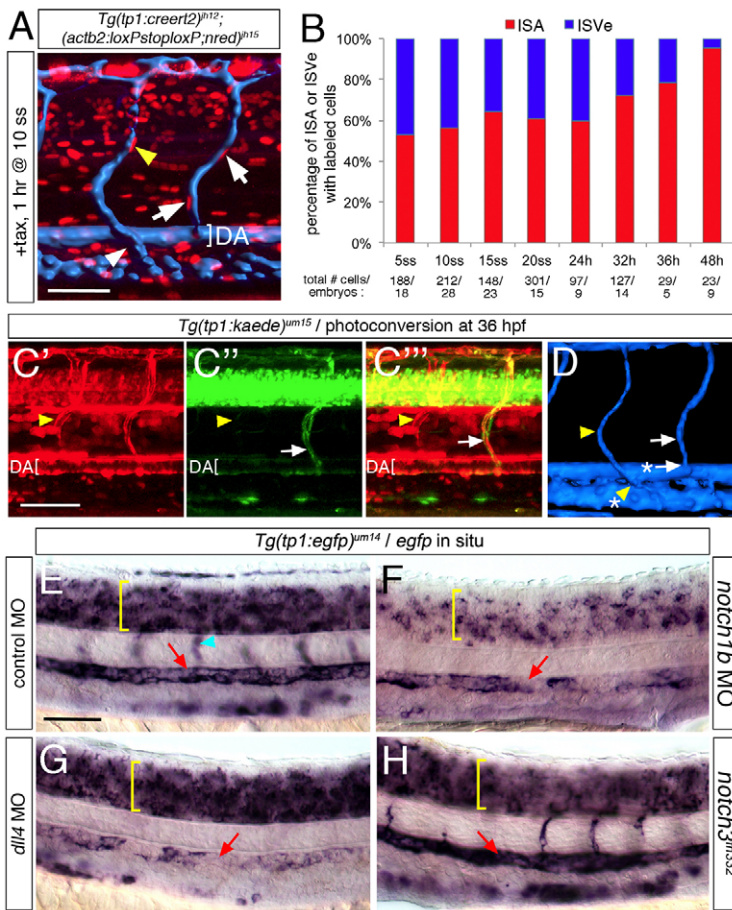 A
Tg(tp1:creert2)jh12;
(actb2:loxPstoploxP;nred)jh15
+tax, 1 hr @ 10 ss
DA
B
ISA ISVe
percentage of ISA or ISVe
with labeled cells
100%
80%
60%
40%
20%
0%
5ss 10ss 15ss 20ss 24h 32h 36h 48h
total # cells/ 188/ 212/ 148/ 301/ 97/ 127/ 29/ 23/
embryos : 18 28 23 15 9 14 5 9
Tg(tp1:kaede)um15 / photoconversion at 36 hpf
C' C'' C''' D
DA[ DA[ DA[
* *
Tg(tp1:egfp)um14 / egfp in situ
control MO
E
F
notch1b MO
dll4 MO
G
H
notch3fh332